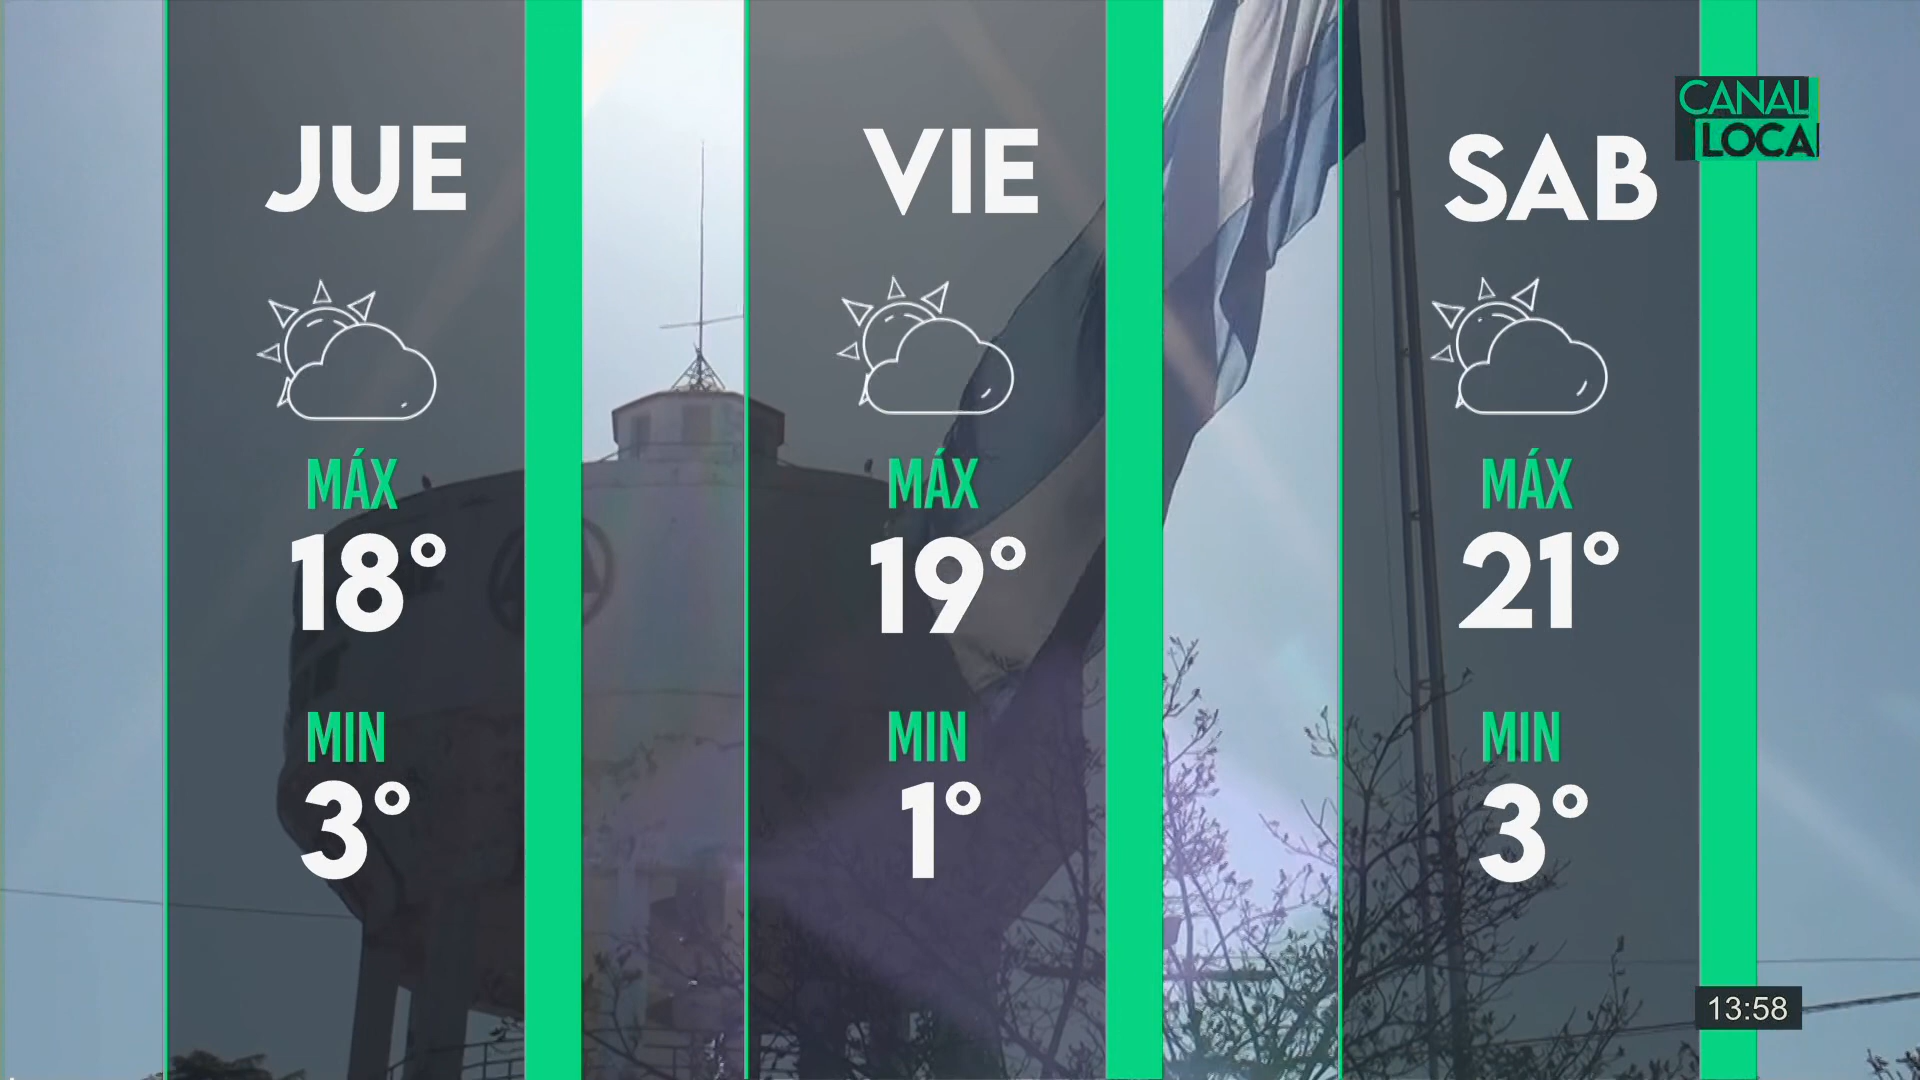 JUE
MÁX
18°
MIN
3°
VIE
MÁX
19°
MIN
1°
SAB
MÁX
21°
MIN
3°
CANAL
LOCA
13:58